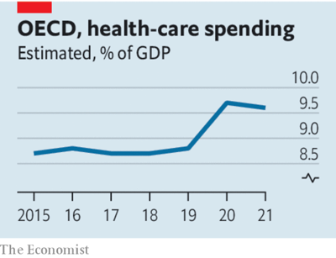 OECD, health-care spending
Estimated, % of GDP
10.0
9.5
9.0
8.5
2015 16 17 18 19 20 21
The Economist